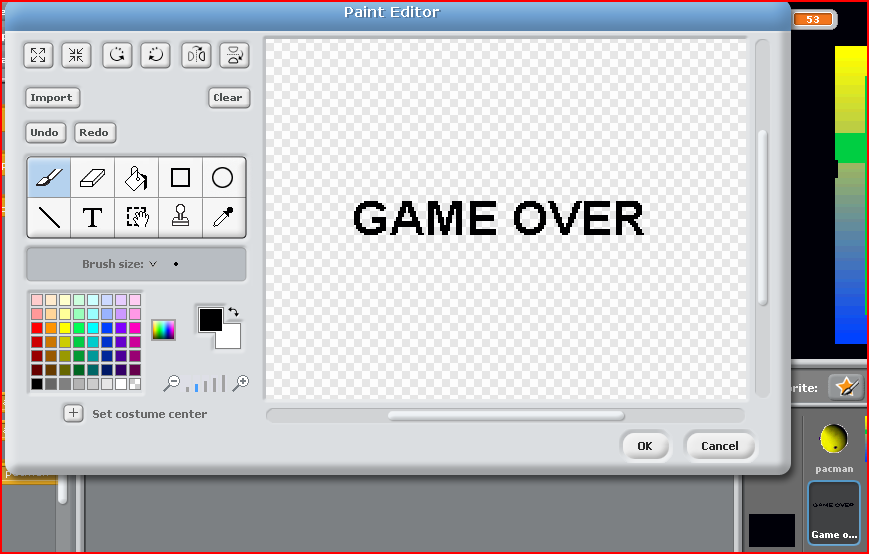 Paint Editor
53
Import
Clear
Undo
Redo
T
GAME OVER
Brush size:
Set costume center
OK
Cancel
rite:
pacman
GAME OVER
Game o...